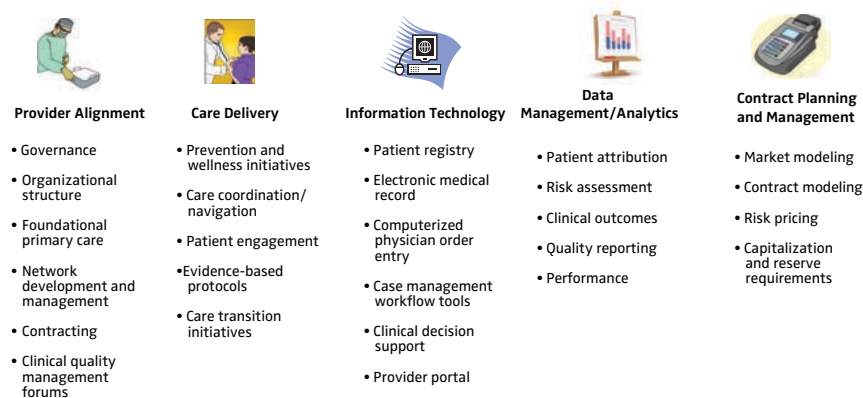 Provider Alignment
• Governance
• Organizational
structure
• Foundational
primary care
• Network
development and
management
• Contracting
• Clinical quality
management
forums
Care Delivery
• Prevention and
wellness initiatives
• Care coordination/
navigation
• Patient engagement
•Evidence-based
protocols
• Care transition
initiatives
Information Technology
• Patient registry
• Electronic medical
record
• Computerized
physician order
entry
• Case management
workflow tools
• Clinical decision
support
• Provider portal
Data
Management/Analytics
• Patient attribution
• Risk assessment
• Clinical outcomes
• Quality reporting
• Performance
Contract Planning
and Management
• Market modeling
• Contract modeling
• Risk pricing
• Capitalization
and reserve
requirements